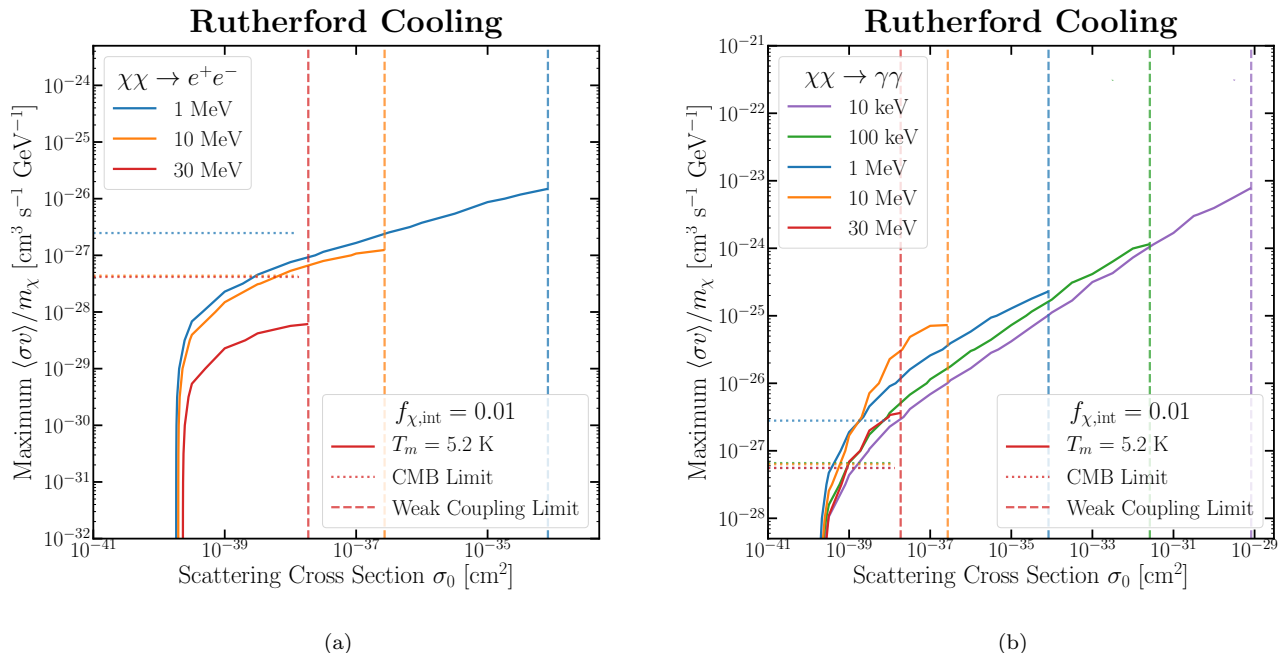 Rutherford Cooling
χχ → e⁺e⁻
1 MeV
10 MeV
30 MeV
10⁻²⁴
10⁻²⁵
10⁻²⁶
10⁻²⁷
10⁻²⁸
10⁻²⁹
10⁻³⁰
10⁻³¹
10⁻³²
Maximum ⟨σv⟩/m_χ [cm³ s⁻¹ GeV⁻¹]
f_χ,int = 0.01
T_m = 5.2 K
CMB Limit
Weak Coupling Limit
10⁻⁴¹ 10⁻³⁹ 10⁻³⁷ 10⁻³⁵
Scattering Cross Section σ₀ [cm²]
(a)
Rutherford Cooling
χχ → γγ
10 keV
100 keV
1 MeV
10 MeV
30 MeV
10⁻²¹
10⁻²²
10⁻²³
10⁻²⁴
10⁻²⁵
10⁻²⁶
10⁻²⁷
10⁻²⁸
Maximum ⟨σv⟩/m_χ [cm³ s⁻¹ GeV⁻¹]
f_χ,int = 0.01
T_m = 5.2 K
CMB Limit
Weak Coupling Limit
10⁻⁴¹ 10⁻³⁹ 10⁻³⁷ 10⁻³⁵ 10⁻³³ 10⁻³¹ 10⁻²⁹
Scattering Cross Section σ₀ [cm²]
(b)